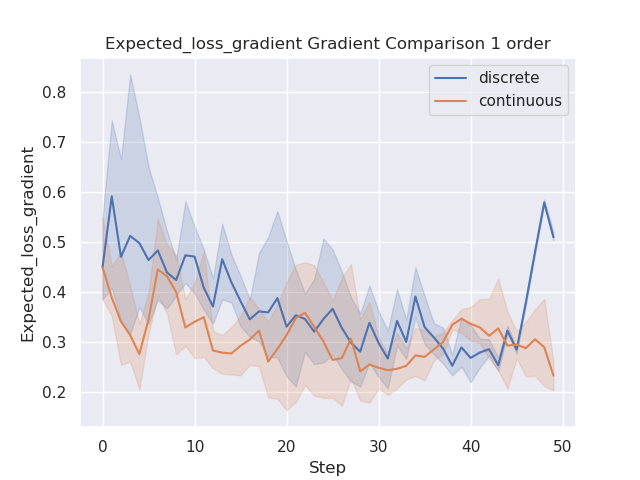 Expected_loss_gradient Gradient Comparison 1 order
discrete
continuous
Expected_loss_gradient
0.8
0.7
0.6
0.5
0.4
0.3
0.2
0 10 20 30 40 50
Step